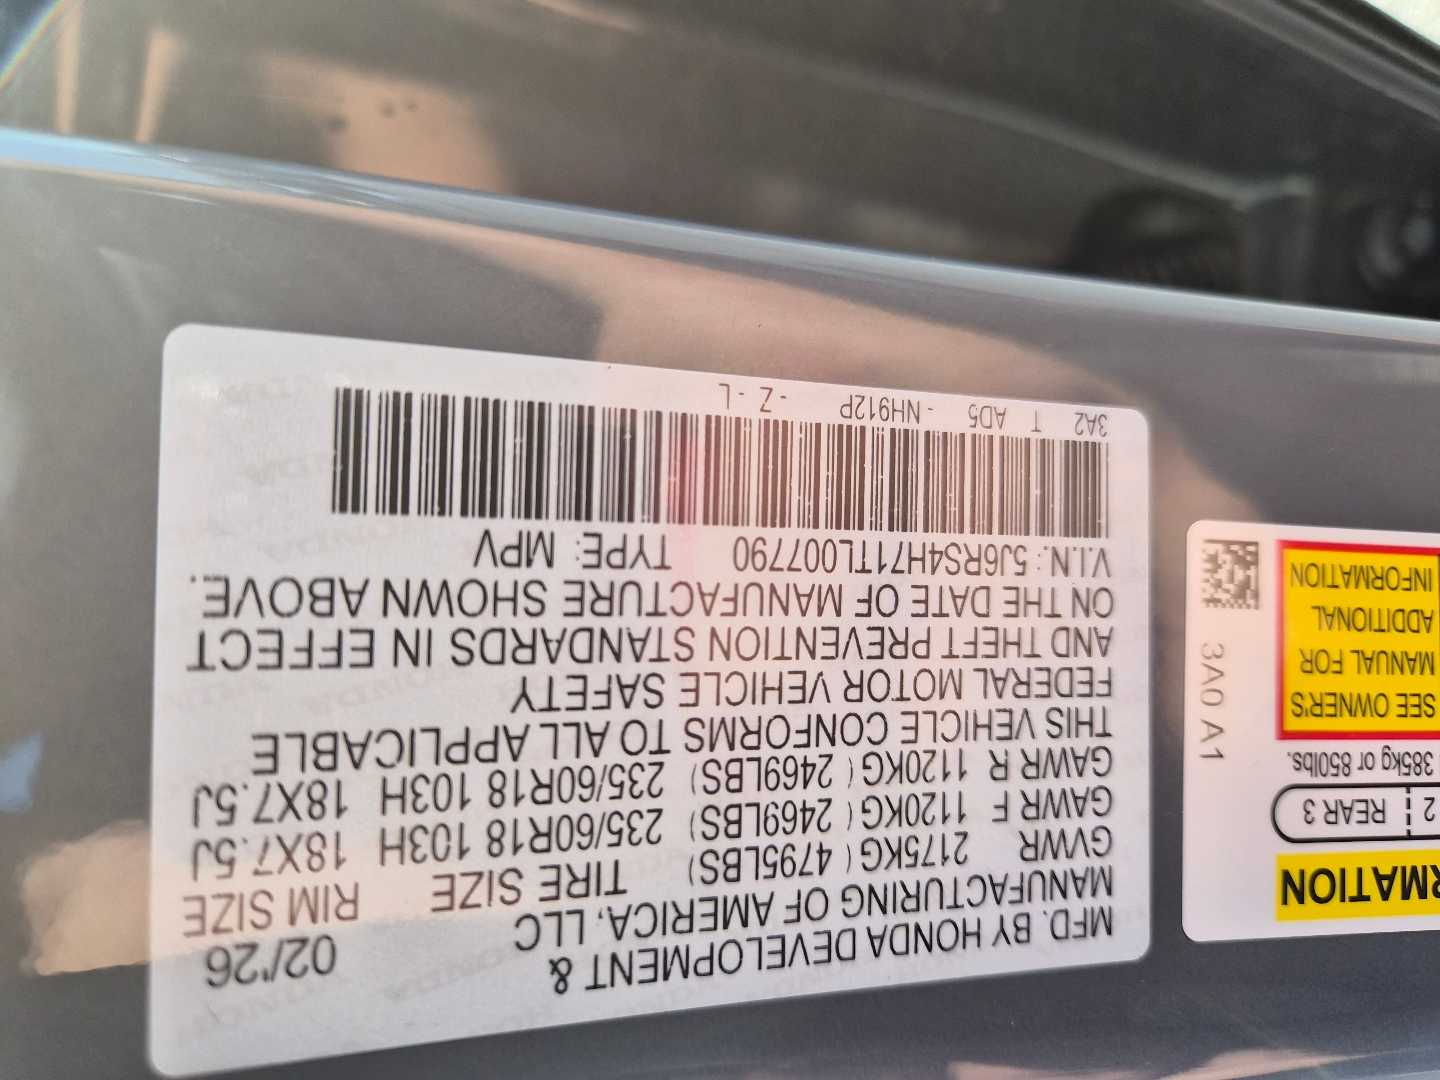 MFD. BY HONDA DEVELOPMENT &
MANUFACTURING OF AMERICA, LLC 02/'26
GVWR 2175KG ( 4795LBS) TIRE SIZE RIM SIZE
GAWR F 1120KG ( 2469LBS) 235/60R18 103H 18X7.5J
GAWR R 1120KG ( 2469LBS) 235/60R18 103H 18X7.5J
THIS VEHICLE CONFORMS TO ALL APPLICABLE
FEDERAL MOTOR VEHICLE SAFETY
AND THEFT PREVENTION STANDARDS IN EFFECT
ON THE DATE OF MANUFACTURE SHOWN ABOVE.
V.I.N.: 5J6RS4H71TL007790 TYPE: MPV
3A2 T AD5 - NH912P - Z - L
2 REAR 3
385kg or 850lbs.
SEE OWNER'S
MANUAL FOR
ADDITIONAL
INFORMATION
3A0 A1